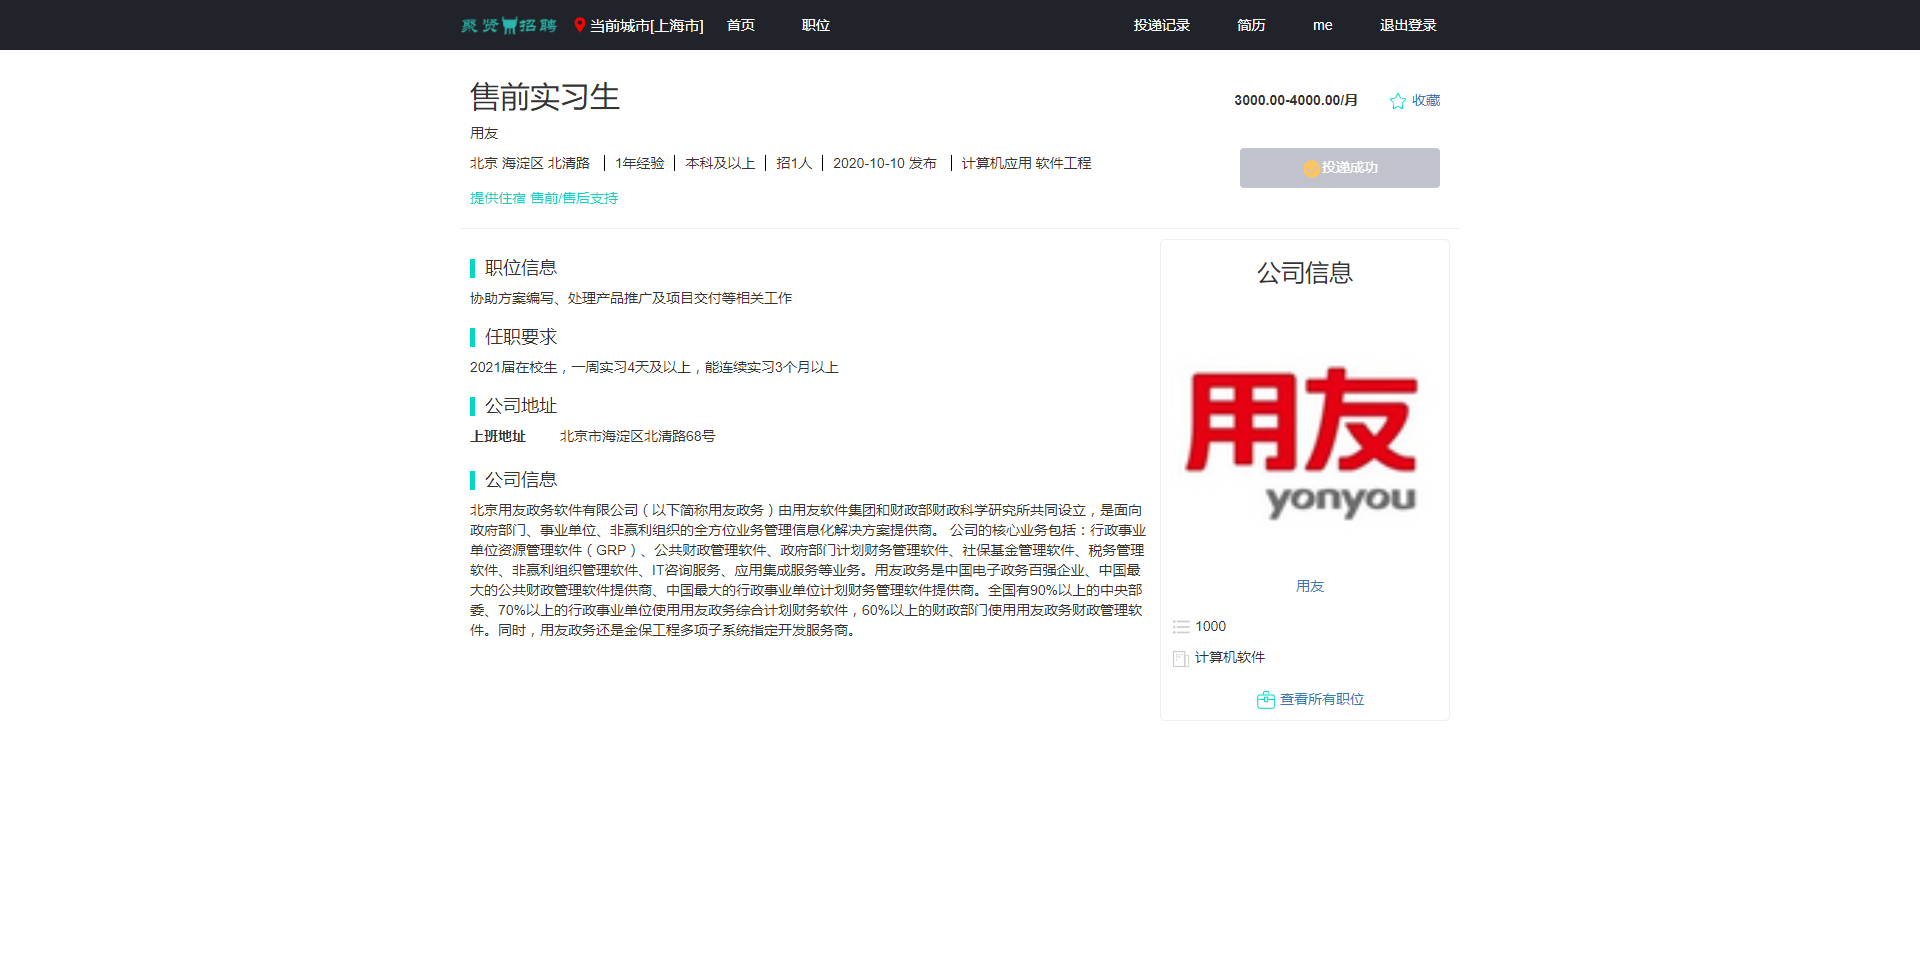 聚贤招聘 当前城市[上海市] 首页 职位 投递记录 简历 me 退出登录
售前实习生
3000.00-4000.00/月 收藏
用友
北京 海淀区 北清路 1年经验 本科及以上 招1人 2020-10-10 发布 计算机应用 软件工程
投递成功
提供住宿 售前/售后支持
职位信息
协助方案编写、处理产品推广及项目交付等相关工作
任职要求
2021届在校生，一周实习4天及以上，能连续实习3个月以上
公司地址
上班地址 北京市海淀区北清路68号
公司信息
北京用友政务软件有限公司（以下简称用友政务）由用友软件集团和财政部财政科学研究所共同设立，是面向
政府部门、事业单位、非赢利组织的全方位业务管理信息化解决方案提供商。 公司的核心业务包括：行政事业
单位资源管理软件（GRP）、公共财政管理软件、政府部门计划财务管理软件、社保基金管理软件、税务管理
软件、非赢利组织管理软件、IT咨询服务、应用集成服务等业务。用友政务是中国电子政务百强企业、中国最
大的公共财政管理软件提供商、中国最大的行政事业单位计划财务管理软件提供商。全国有90%以上的中央部
委、70%以上的行政事业单位使用用友政务综合计划财务软件，60%以上的财政部门使用用友政务财政管理软
件。同时，用友政务还是金保工程多项子系统指定开发服务商。
公司信息
用友
yonyou
用友
1000
计算机软件
查看所有职位